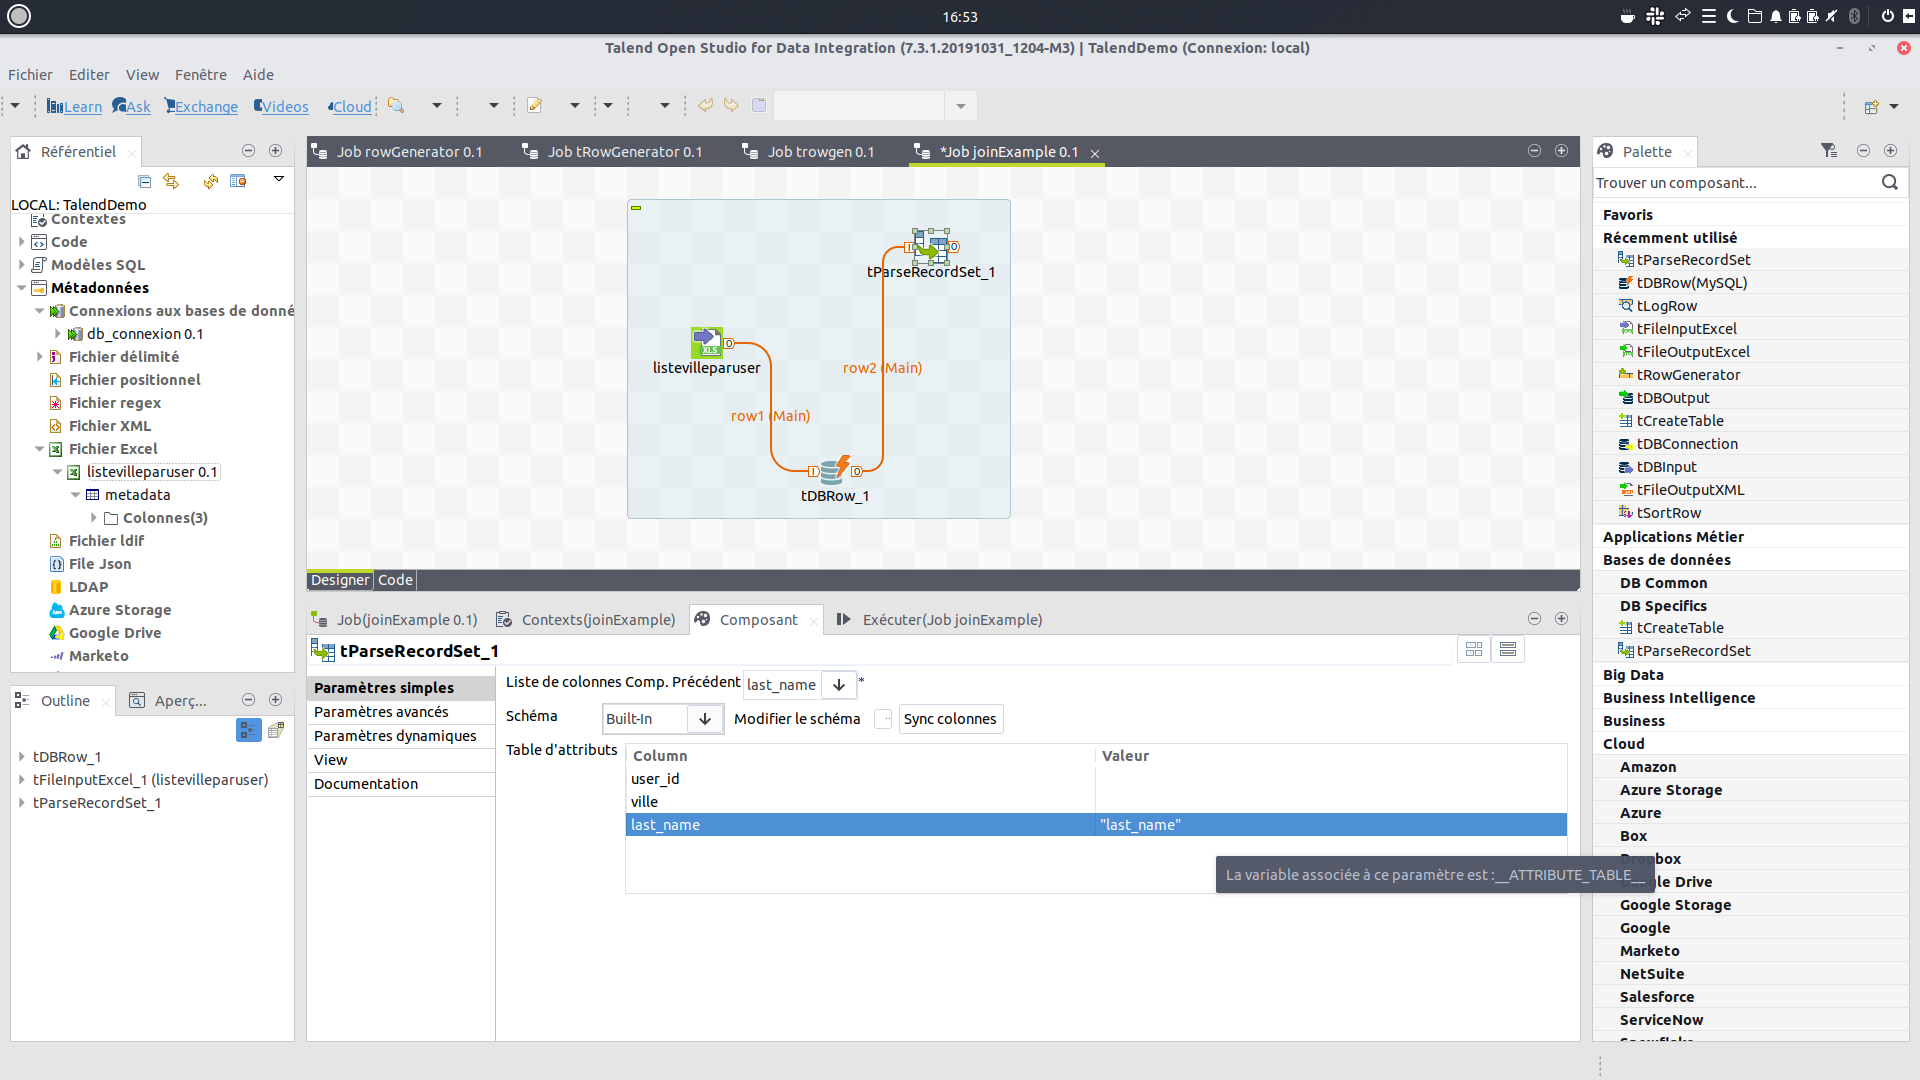 16:53
Talend Open Studio for Data Integration (7.3.1.20191031_1204-M3) | TalendDemo (Connexion: local)
Fichier Editer View Fenêtre Aide
Learn Ask Exchange Videos Cloud
Référentiel
LOCAL: TalendDemo
Contextes
Code
Modèles SQL
Métadonnées
Connexions aux bases de donné
db_connexion 0.1
Fichier délimité
Fichier positionnel
Fichier regex
Fichier XML
Fichier Excel
listevilleparuser 0.1
metadata
Colonnes(3)
Fichier ldif
File Json
LDAP
Azure Storage
Google Drive
Marketo
Outline Aperç...
tDBRow_1
tFileInputExcel_1 (listevilleparuser)
tParseRecordSet_1
Job rowGenerator 0.1 Job tRowGenerator 0.1 Job trowgen 0.1 *Job joinExample 0.1
tParseRecordSet_1
XLS
listevilleparuser
row2 (Main)
row1 (Main)
tDBRow_1
Designer Code
Job(joinExample 0.1) Contexts(joinExample) Composant Exécuter(Job joinExample)
tParseRecordSet_1
Paramètres simples
Paramètres avancés
Paramètres dynamiques
View
Documentation
Liste de colonnes Comp. Précédent last_name *
Schéma Built-In Modifier le schéma Sync colonnes
Table d'attributs Column Valeur
user_id
ville
last_name "last_name"
La variable associée à ce paramètre est :__ATTRIBUTE_TABLE__
Palette
Trouver un composant...
Favoris
Récemment utilisé
tParseRecordSet
tDBRow(MySQL)
tLogRow
tFileInputExcel
tFileOutputExcel
tRowGenerator
tDBOutput
tCreateTable
tDBConnection
tDBInput
tFileOutputXML
tSortRow
Applications Métier
Bases de données
DB Common
DB Specifics
tCreateTable
tParseRecordSet
Big Data
Business Intelligence
Business
Cloud
Amazon
Azure Storage
Azure
Box
Dropbox
gle Drive
Google Storage
Google
Marketo
NetSuite
Salesforce
ServiceNow